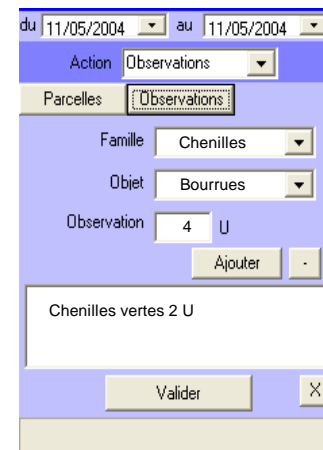 du 11/05/2004 au 11/05/2004
Action Observations
Parcelles Observations
Famille Chenilles
Objet Bourrues
Observation 4 U
Ajouter -
Chenilles vertes 2 U
Valider X